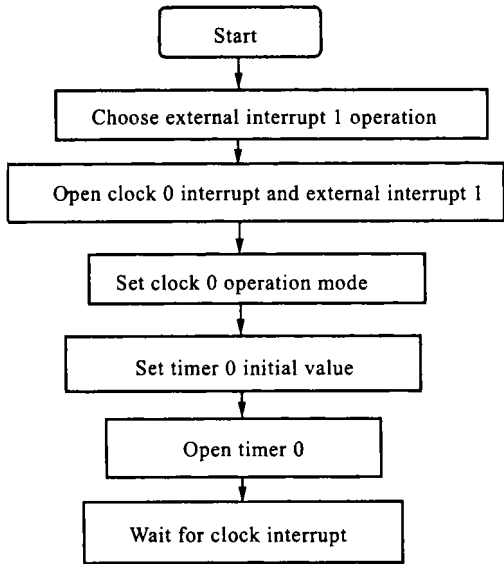 Start
Choose external interrupt 1 operation
Open clock 0 interrupt and external interrupt 1
Set clock 0 operation mode
Set timer 0 initial value
Open timer 0
Wait for clock interrupt